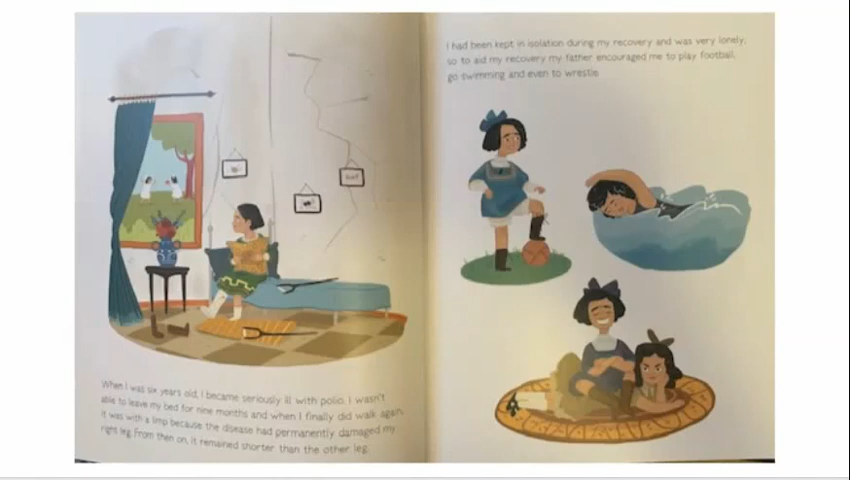 When I was six years old, I became seriously ill with polio. I wasn't
able to leave my bed for nine months and when I finally did walk again
it was with a limp because the disease had permanently damaged my
right leg. From then on, it remained shorter than the other leg.
I had been kept in isolation during my recovery and was very lonely,
so to aid my recovery my father encouraged me to play football,
go swimming and even to wrestle.